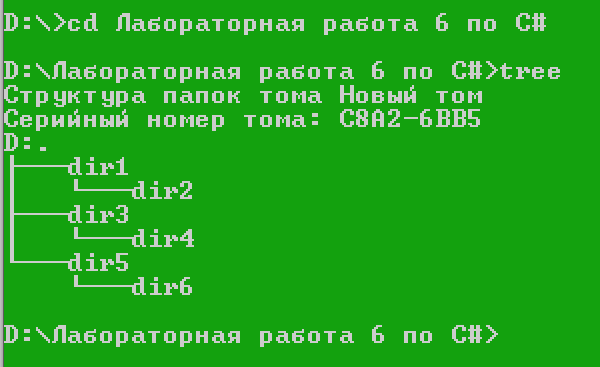 D:\>cd Лабораторная работа 6 по C#
D:\Лабораторная работа 6 по C#>tree
Структура папок тома Новый том
Серийный номер тома: C8A2-6BB5
D:.
├───dir1
│   └───dir2
├───dir3
│   └───dir4
└───dir5
    └───dir6
D:\Лабораторная работа 6 по C#>